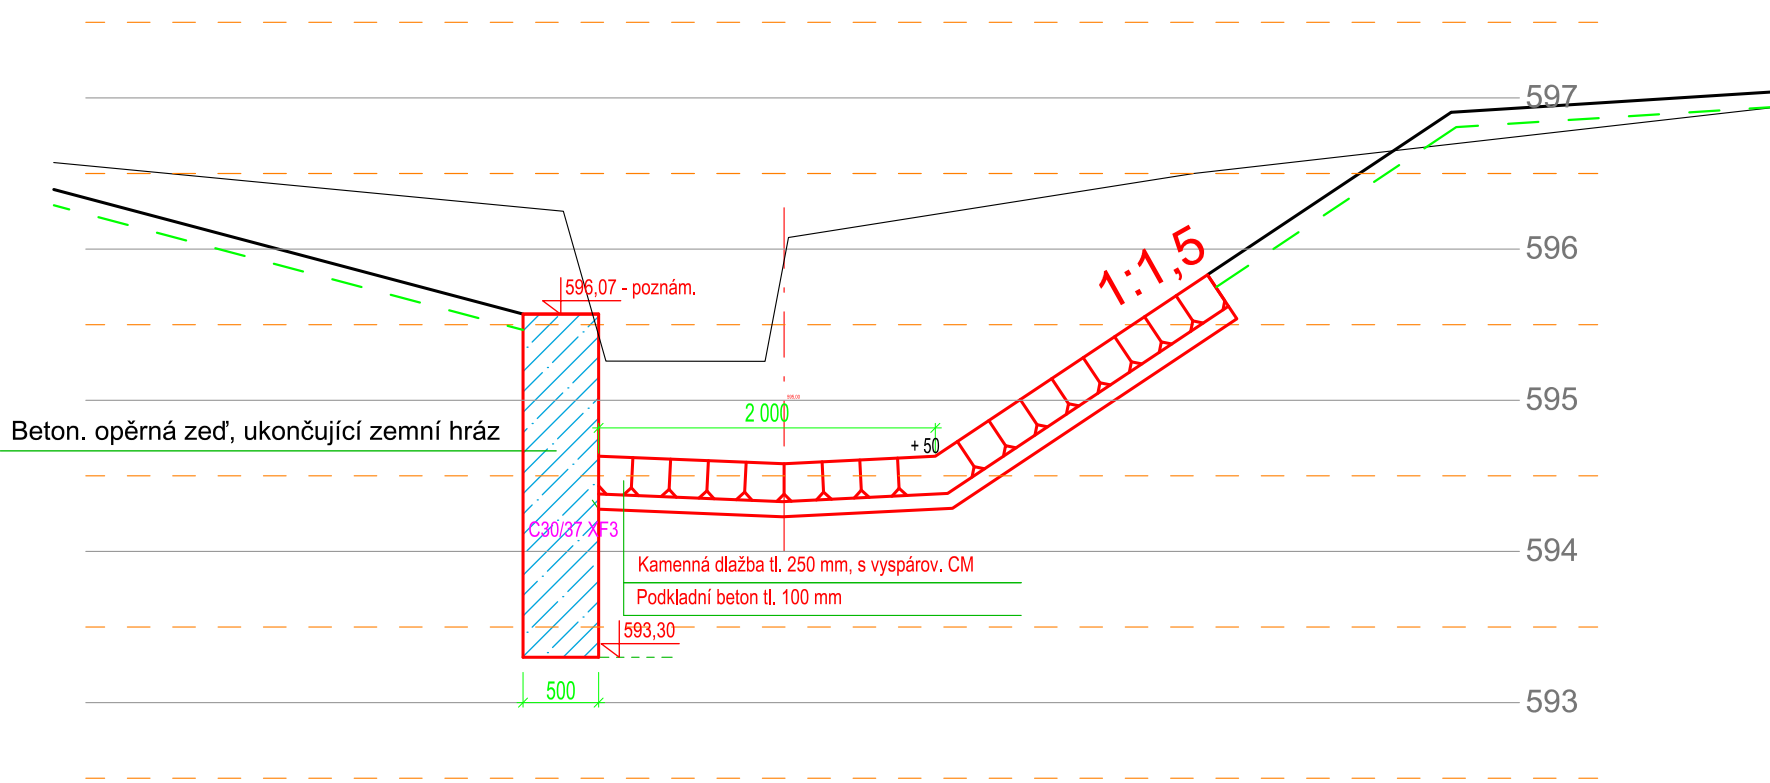 597
596
1:1,5
596,07 - poznám.
595
2 000
Beton. opěrná zeď, ukončující zemní hráz
+ 50
C30/37 XF3
594
Kamenná dlažba tl. 250 mm, s vyspárov. CM
Podkladní beton tl. 100 mm
593,30
500
593